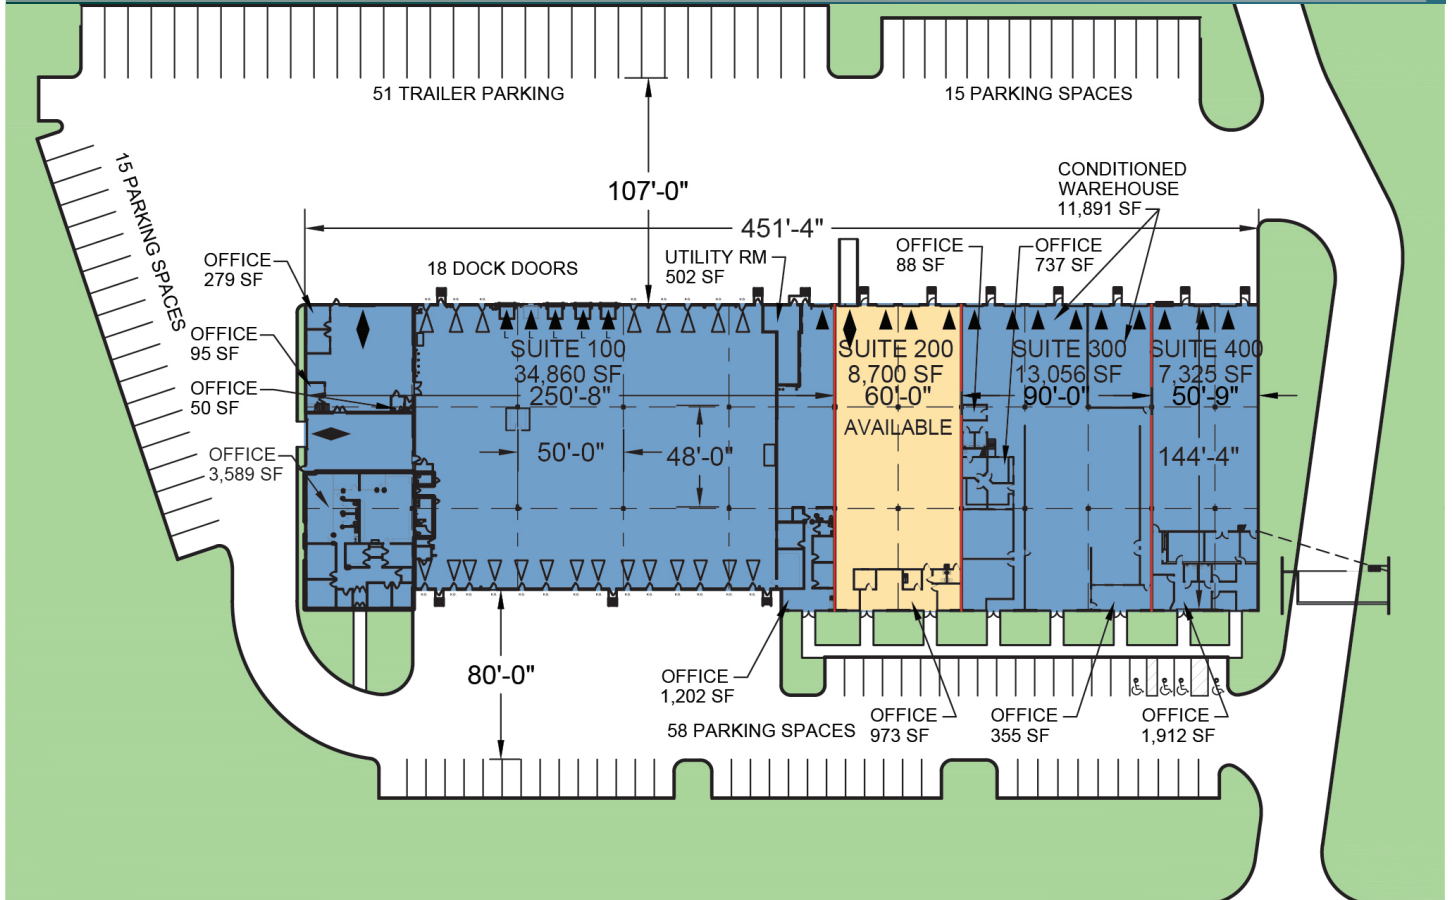 51 TRAILER PARKING
15 PARKING SPACES
15 PARKING SPACES
107'-0"
CONDITIONED
WAREHOUSE
11,891 SF
451'-4"
OFFICE
279 SF
18 DOCK DOORS
UTILITY RM
502 SF
OFFICE
88 SF
OFFICE
737 SF
OFFICE
95 SF
OFFICE
50 SF
OFFICE
3,589 SF
SUITE 100
34,860 SF
250'-8"
SUITE 200
8,700 SF
60'-0"
AVAILABLE
SUITE 300
13,056 SF
90'-0"
SUITE 400
7,325 SF
50'-9"
50'-0"
48'-0"
144'-4"
80'-0"
OFFICE
1,202 SF
58 PARKING SPACES
OFFICE
973 SF
OFFICE
355 SF
OFFICE
1,912 SF